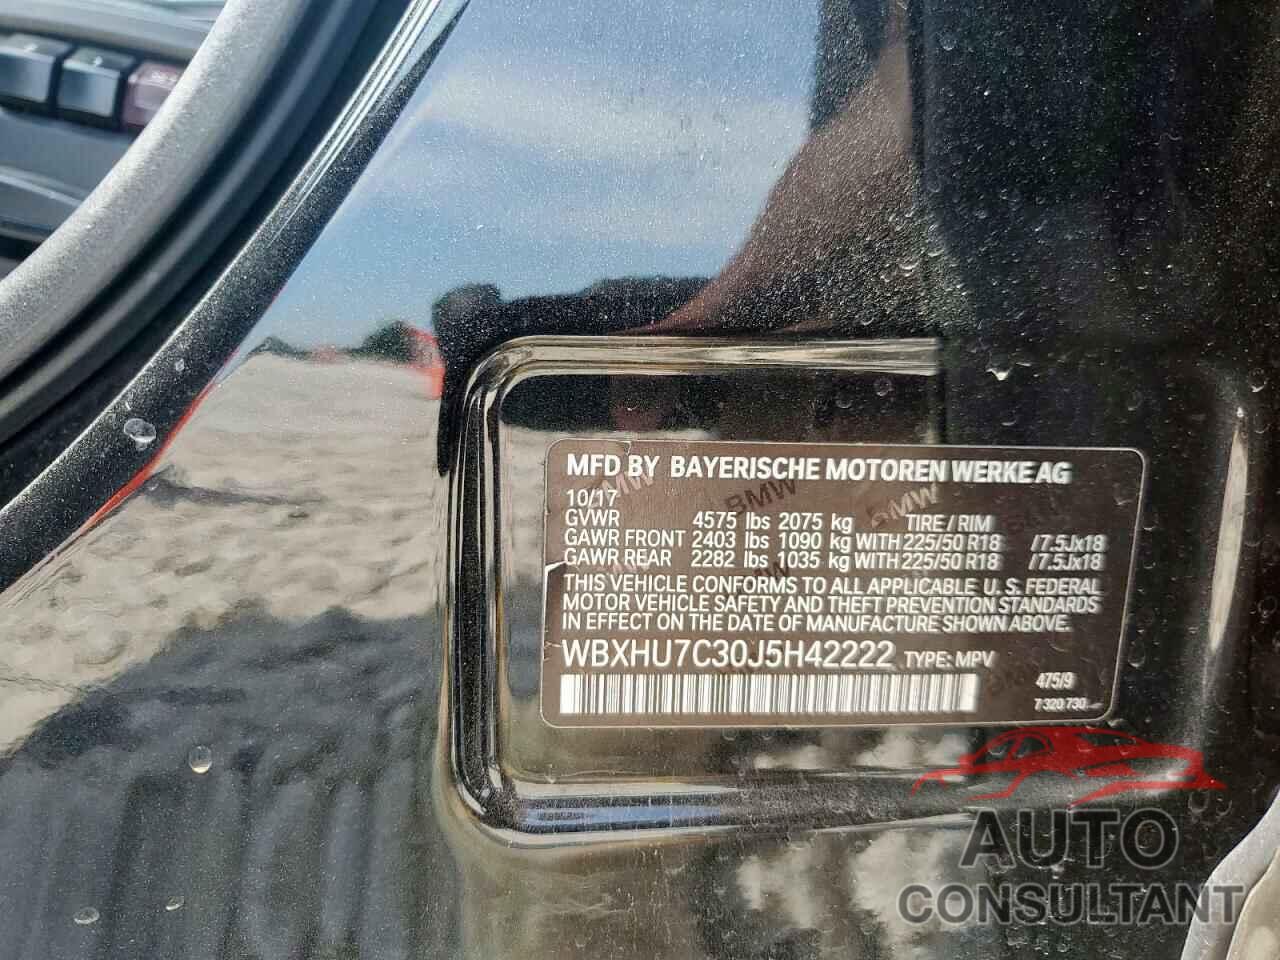 MFD BY BAYERISCHE MOTOREN WERKE AG
10/17
GVWR 4575 lbs 2075 kg TIRE / RIM
GAWR FRONT 2403 lbs 1090 kg WITH 225/50 R18 /7.5Jx18
GAWR REAR 2282 lbs 1035 kg WITH 225/50 R18 /7.5Jx18
THIS VEHICLE CONFORMS TO ALL APPLICABLE U. S. FEDERAL
MOTOR VEHICLE SAFETY AND THEFT PREVENTION STANDARDS
IN EFFECT ON THE DATE OF MANUFACTURE SHOWN ABOVE.
WBXHU7C30J5H42222 TYPE: MPV
475/9
7 320 730
BMW BMW BMW
AUTO
CONSULTANT